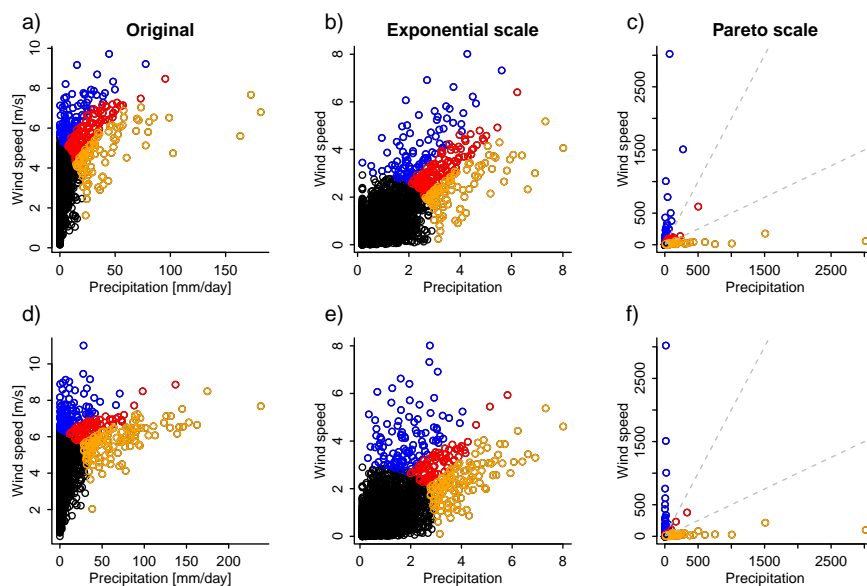 a) Original b) Exponential scale c) Pareto scale
Wind speed [m/s]
0 2 4 6 8 10
0 50 100 150
Precipitation [mm/day]
Wind speed
0 2 4 6 8
0 2 4 6 8
Precipitation
Wind speed
0 500 1500 2500
0 500 1500 2500
Precipitation
d) e) f)
Wind speed [m/s]
2 4 6 8 10
0 50 100 150 200
Precipitation [mm/day]
Wind speed
0 2 4 6 8
0 2 4 6 8
Precipitation
Wind speed
0 500 1500 2500
0 500 1500 2500
Precipitation